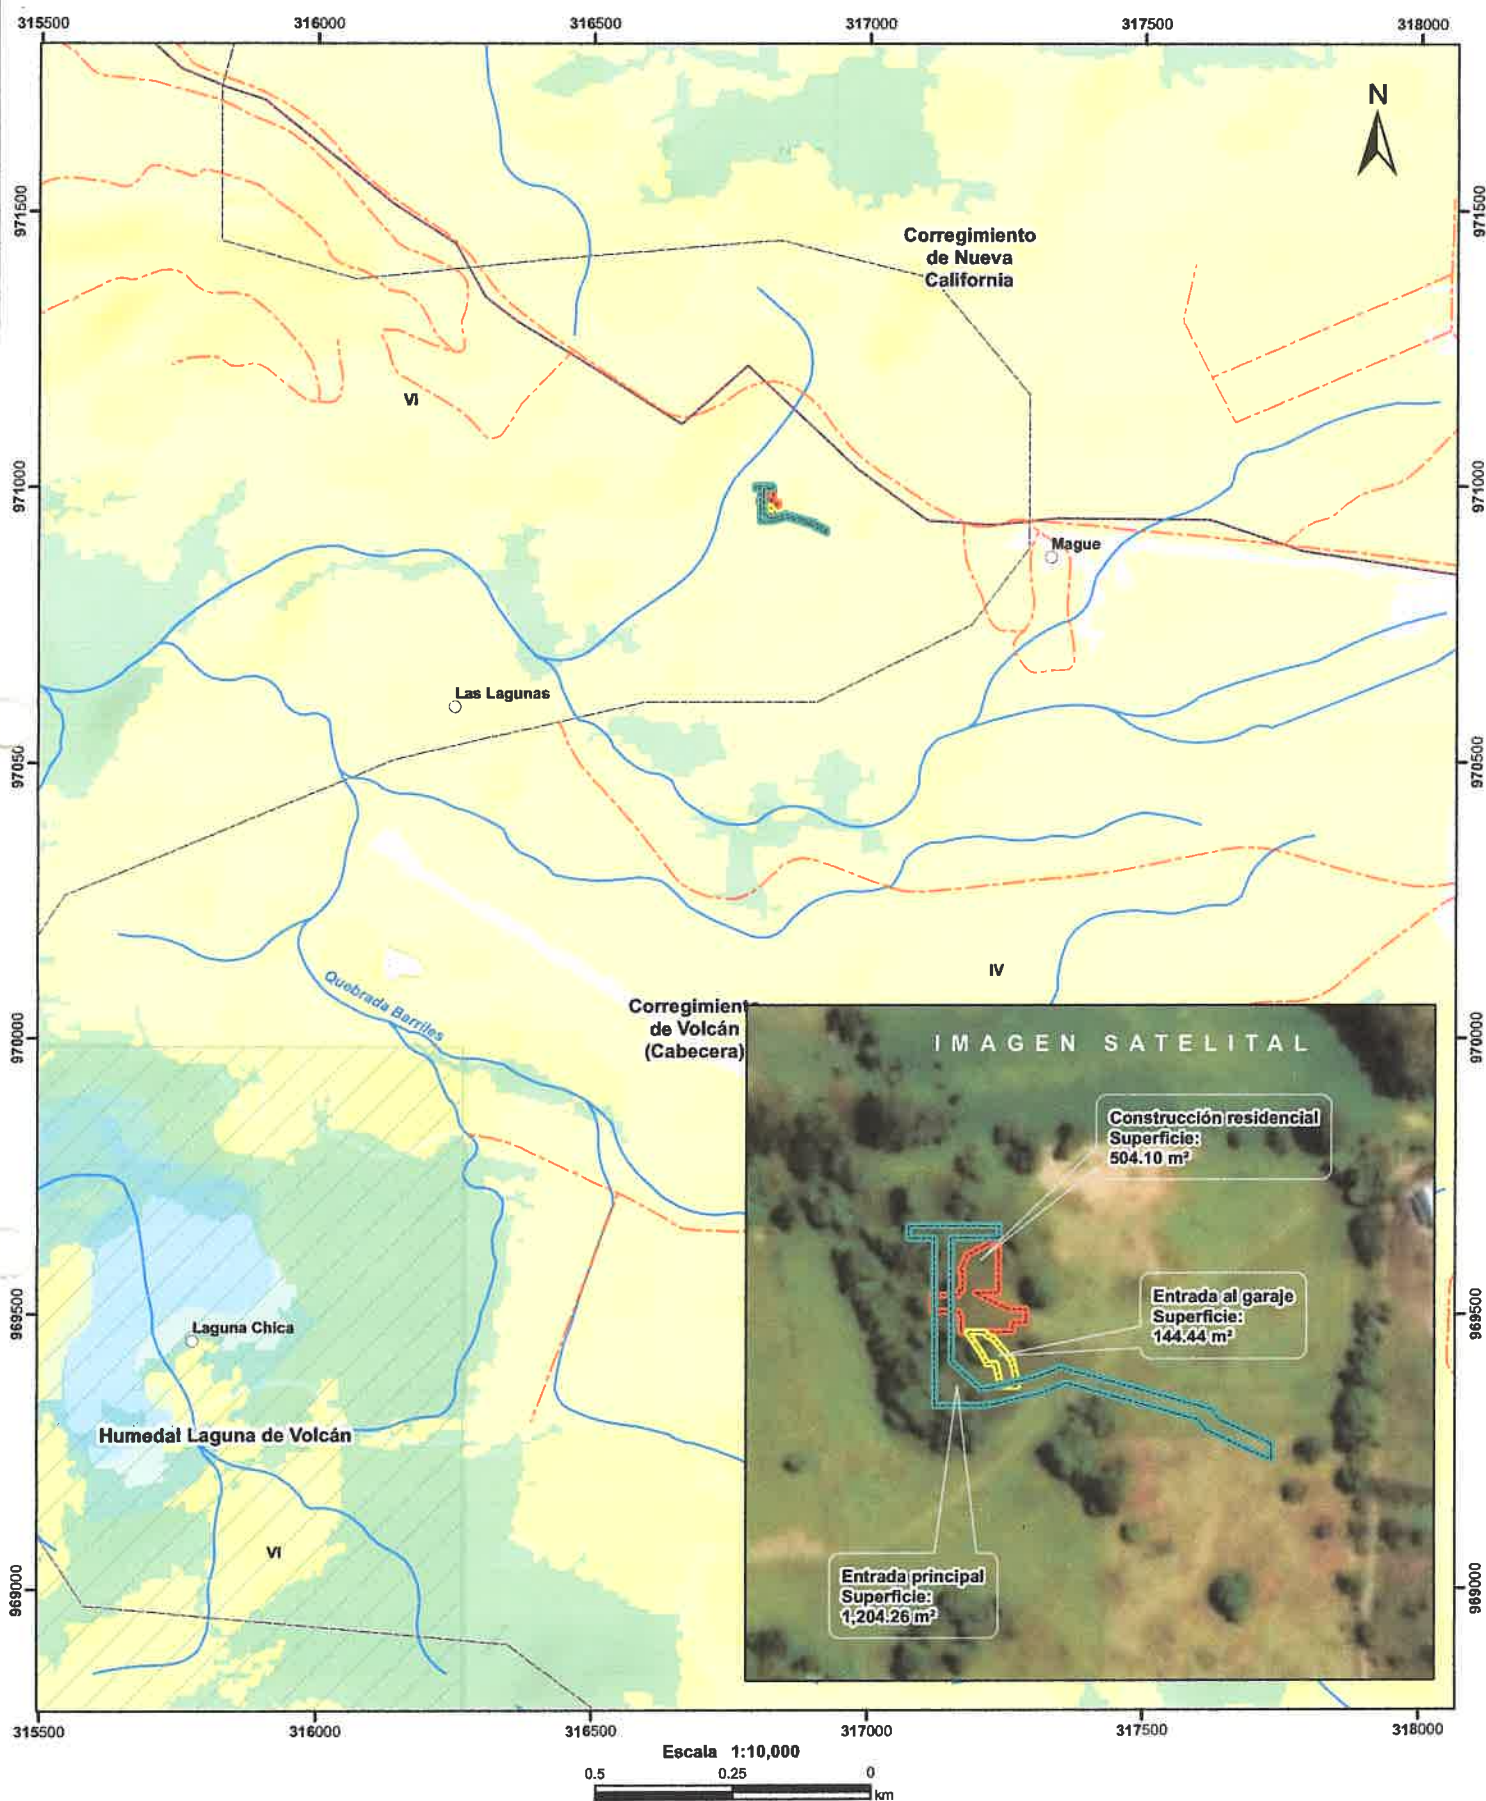 315500
316000
316500
317000
317500
318000
N
971500
971500
Corregimiento
de Nueva
California
VI
971000
971000
Mague
Las Lagunas
970500
970500
IV
Quebrada Barriles
Corregimient
de Volcán
(Cabecera)
970000
970000
IMAGEN SATELITAL
Construcción residencial
Superficie:
504.10 m²
Entrada al garaje
Superficie:
144.44 m²
969500
969500
Laguna Chica
Humedal Laguna de Volcán
VI
Entrada principal
Superficie:
1,204.26 m²
969000
969000
315500
316000
316500
317000
317500
318000
Escala 1:10,000
0.5
0.25
0
km